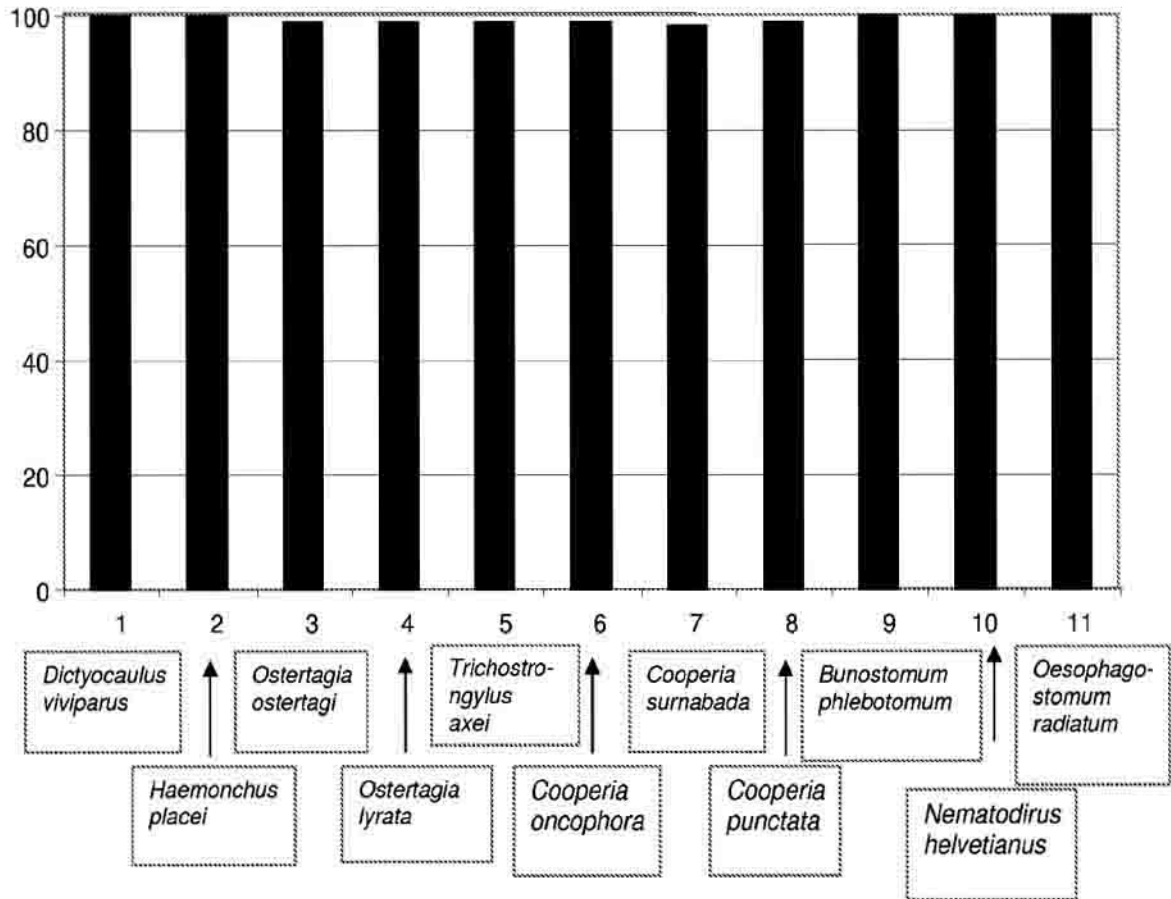 100
80
60
40
20
0
1 2 3 4 5 6 7 8 9 10 11
Dictyocaulus
viviparus
Haemonchus
placei
Ostertagia
ostertagi
Ostertagia
lyrata
Trichostro-
ngylus
axei
Cooperia
oncophora
Cooperia
surnabada
Cooperia
punctata
Bunostomum
phlebotomum
Nematodirus
helvetianus
Oesophago-
stomum
radiatum